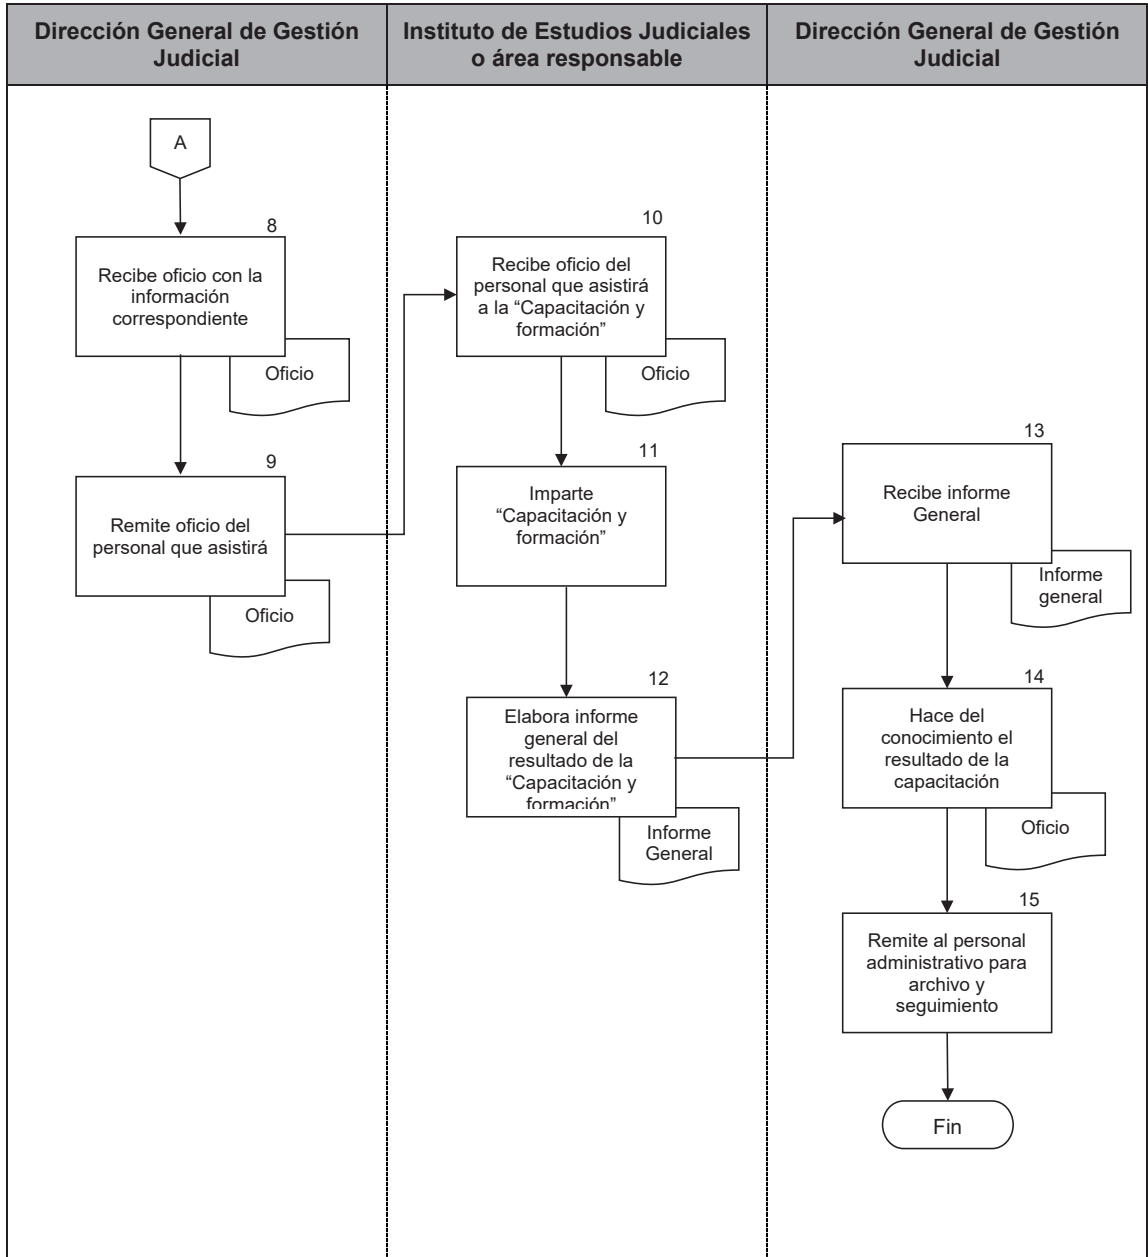 Dirección General de Gestión
Judicial
Instituto de Estudios Judiciales
o área responsable
Dirección General de Gestión
Judicial
A
8
Recibe oficio con la
información
correspondiente
Oficio
9
Remite oficio del
personal que asistirá
Oficio
10
Recibe oficio del
personal que asistirá
a la “Capacitación y
formación”
Oficio
11
Imparte
“Capacitación y
formación”
12
Elabora informe
general del
resultado de la
“Capacitación y
formación”
Informe
General
13
Recibe informe
General
Informe
general
14
Hace del
conocimiento el
resultado de la
capacitación
Oficio
15
Remite al personal
administrativo para
archivo y
seguimiento
Fin